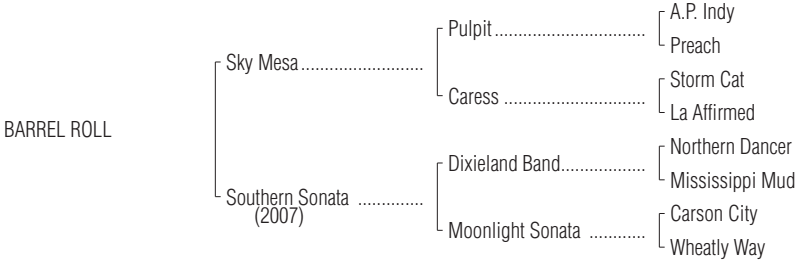 A.P. Indy
Pulpit
Preach
Sky Mesa
Storm Cat
Caress
La Affirmed
BARREL ROLL
Northern Dancer
Dixieland Band
Mississippi Mud
Southern Sonata
(2007)
Carson City
Moonlight Sonata
Wheatly Way